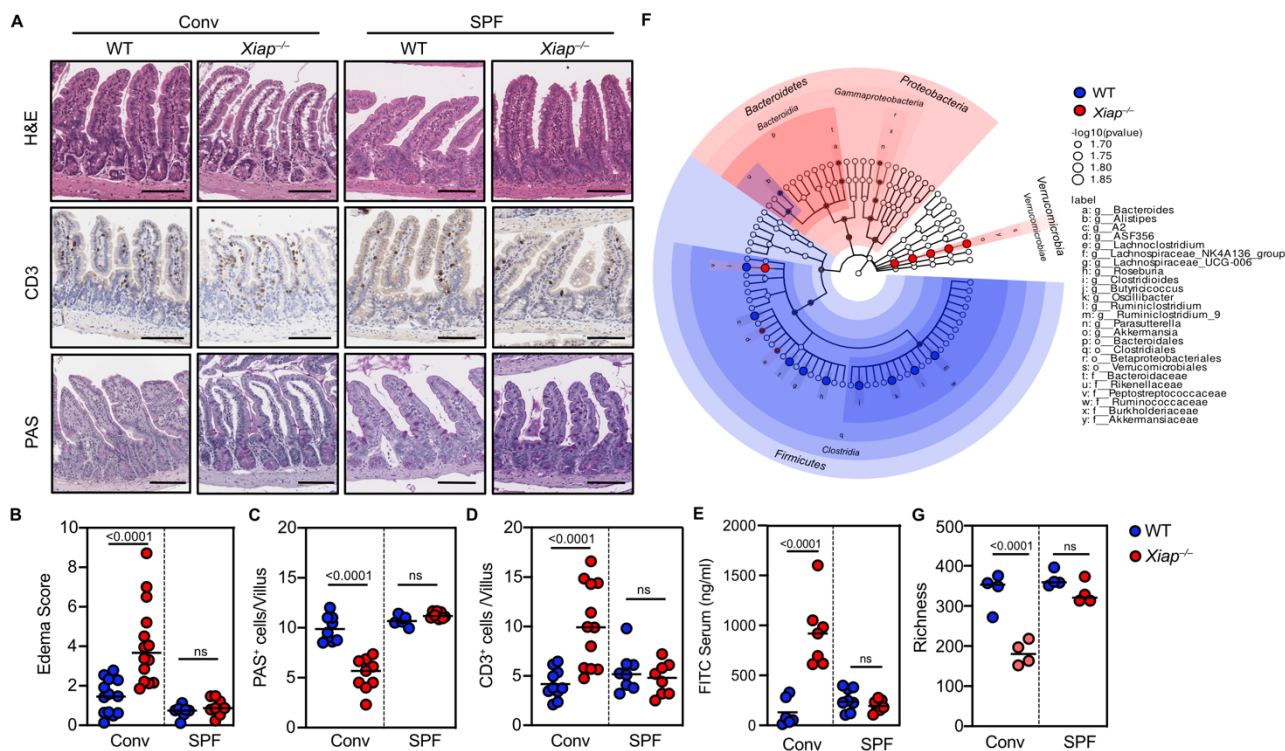 A
Conv
SPF
WT
Xiap–/–
WT
Xiap–/–
H&E
CD3
PAS
F
Bacteroidetes
Bacteroidia
Gammaproteobacteria
Proteobacteria
Verrucomicrobia
Verrucomicrobiae
Clostridia
Firmicutes
WT
Xiap–/–
-log10(pvalue)
1.70
1.75
1.80
1.85
label
a: g__Bacteroides
b: g__Alistipes
c: g__A2
d: g__ASF356
e: g__Lachnoclostridium
f: g__Lachnospiraceae_NK4A136_group
g: g__Lachnospiraceae_UCG-006
h: g__Roseburia
i: g__Clostridioides
j: g__Butyricicoccus
k: g__Oscillibacter
l: g__Ruminiclostridium
m: g__Ruminiclostridium_9
n: g__Parasutterella
o: g__Akkermansia
p: o__Bacteroidales
q: o__Clostridiales
r: o__Betaproteobacteriales
s: o__Verrucomicrobiales
t: f__Bacteroidaceae
u: f__Rikenellaceae
v: f__Peptostreptococcaceae
w: f__Ruminococcaceae
x: f__Burkholderiaceae
y: f__Akkermansiaceae
B
Edema Score
10
8
6
4
2
0
<0.0001
ns
Conv
SPF
C
PAS+ cells/Villus
20
15
10
5
0
<0.0001
ns
Conv
SPF
D
CD3+ cells /Villus
20
15
10
5
0
<0.0001
ns
Conv
SPF
E
FITC Serum (ng/ml)
2000
1500
1000
500
0
<0.0001
ns
Conv
SPF
G
Richness
500
400
300
200
100
0
<0.0001
ns
Conv
SPF
WT
Xiap–/–